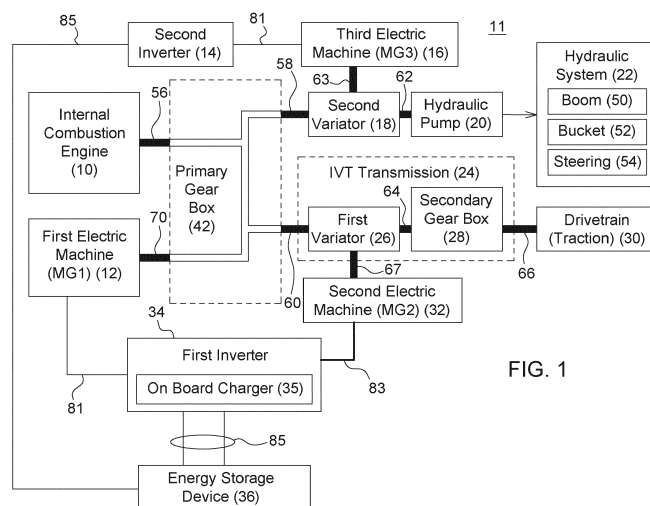 85
Second
Inverter (14)
81
Third Electric
Machine (MG3) (16)
11
63
58
62
56
Internal
Combustion
Engine
(10)
Second
Variator
(18)
Hydraulic
Pump
(20)
Hydraulic
System (22)
Boom (50)
Bucket (52)
Steering (54)
Primary
Gear
Box
(42)
IVT Transmission (24)
64
70
First Electric
Machine
(MG1) (12)
First
Variator
(26)
Secondary
Gear Box
(28)
Drivetrain
(Traction) (30)
60
67
66
Second Electric
Machine (MG2) (32)
34
First Inverter
On Board Charger (35)
81
83
FIG. 1
85
Energy Storage
Device (36)